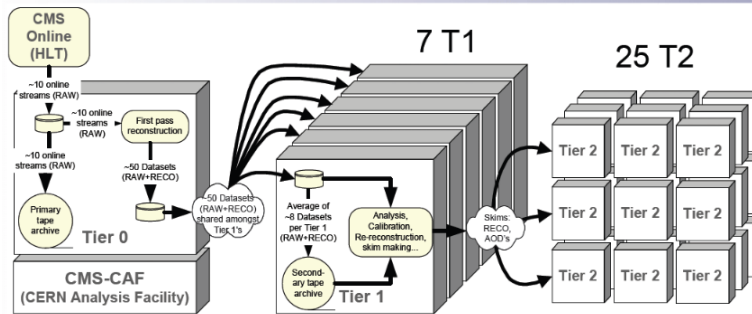 7 T1
25 T2
CMS
Online
(HLT)
~10 online
streams (RAW)
~10 online
streams (RAW)
First pass
reconstruction
~10 online
streams (RAW)
~50 Datasets
(RAW+RECO)
Primary
tape
archive
Tier 0
CMS-CAF
(CERN Analysis Facility)
~50 Datasets
(RAW+RECO)
shared amongst
Tier 1's
Average of
~8 Datasets
per Tier 1
(RAW+RECO)
Analysis,
Calibration,
Re-reconstruction,
skim making...
Second-
ary tape
archive
Tier 1
Skims:
RECO,
AOD's
Tier 2
Tier 2
Tier 2
Tier 2
Tier 2
Tier 2
Tier 2
Tier 2
Tier 2